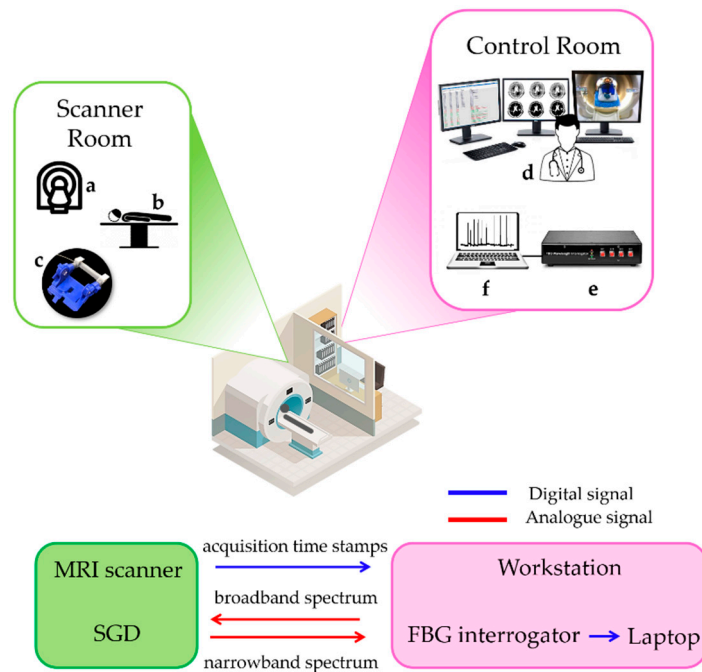 Control Room
Scanner
Room
a
b
c
d
f
e
Digital signal
Analogue signal
acquisition time stamps
MRI scanner
Workstation
broadband spectrum
SGD
FBG interrogator
Laptop
narrowband spectrum